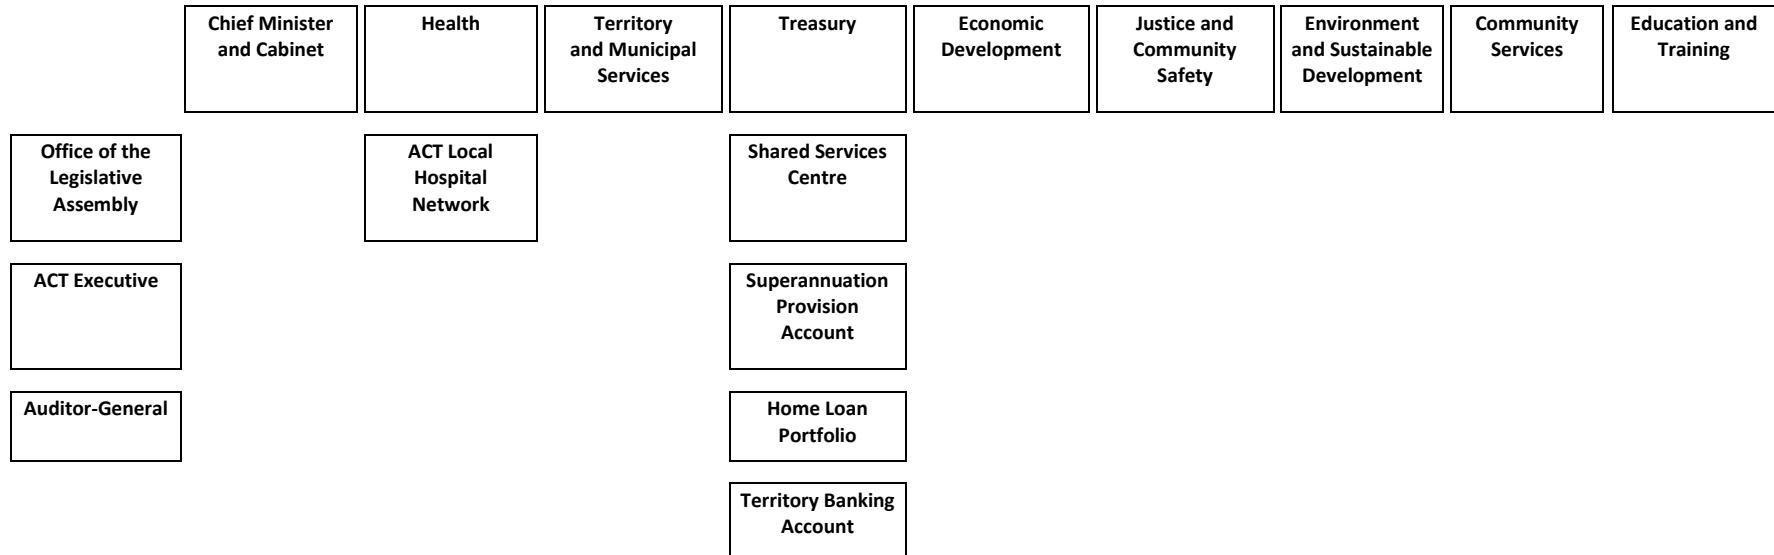 Chief Minister
and Cabinet
Health
Territory
and Municipal
Services
Treasury
Economic
Development
Justice and
Community
Safety
Environment
and Sustainable
Development
Community
Services
Education and
Training
Office of the
Legislative
Assembly
ACT Local
Hospital
Network
Shared Services
Centre
ACT Executive
Superannuation
Provision
Account
Auditor-General
Home Loan
Portfolio
Territory Banking
Account